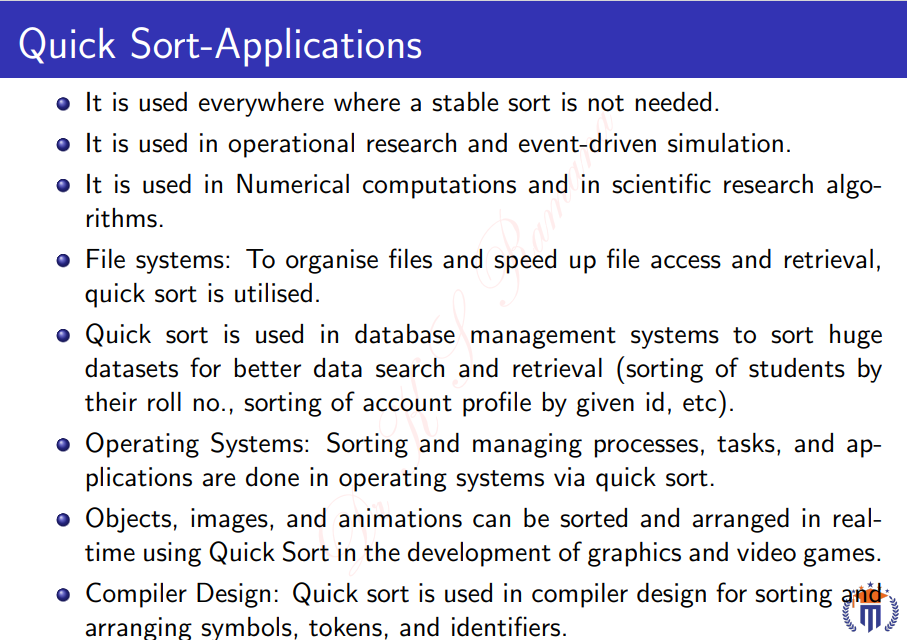 Quick Sort-Applications
It is used everywhere where a stable sort is not needed.
It is used in operational research and event-driven simulation.
It is used in Numerical computations and in scientific research algo-
rithms.
File systems: To organise files and speed up file access and retrieval,
quick sort is utilised.
Quick sort is used in database management systems to sort huge
datasets for better data search and retrieval (sorting of students by
their roll no., sorting of account profile by given id, etc).
Operating Systems: Sorting and managing processes, tasks, and ap-
plications are done in operating systems via quick sort.
Objects, images, and animations can be sorted and arranged in real-
time using Quick Sort in the development of graphics and video games.
Compiler Design: Quick sort is used in compiler design for sorting and
arranging symbols, tokens, and identifiers.